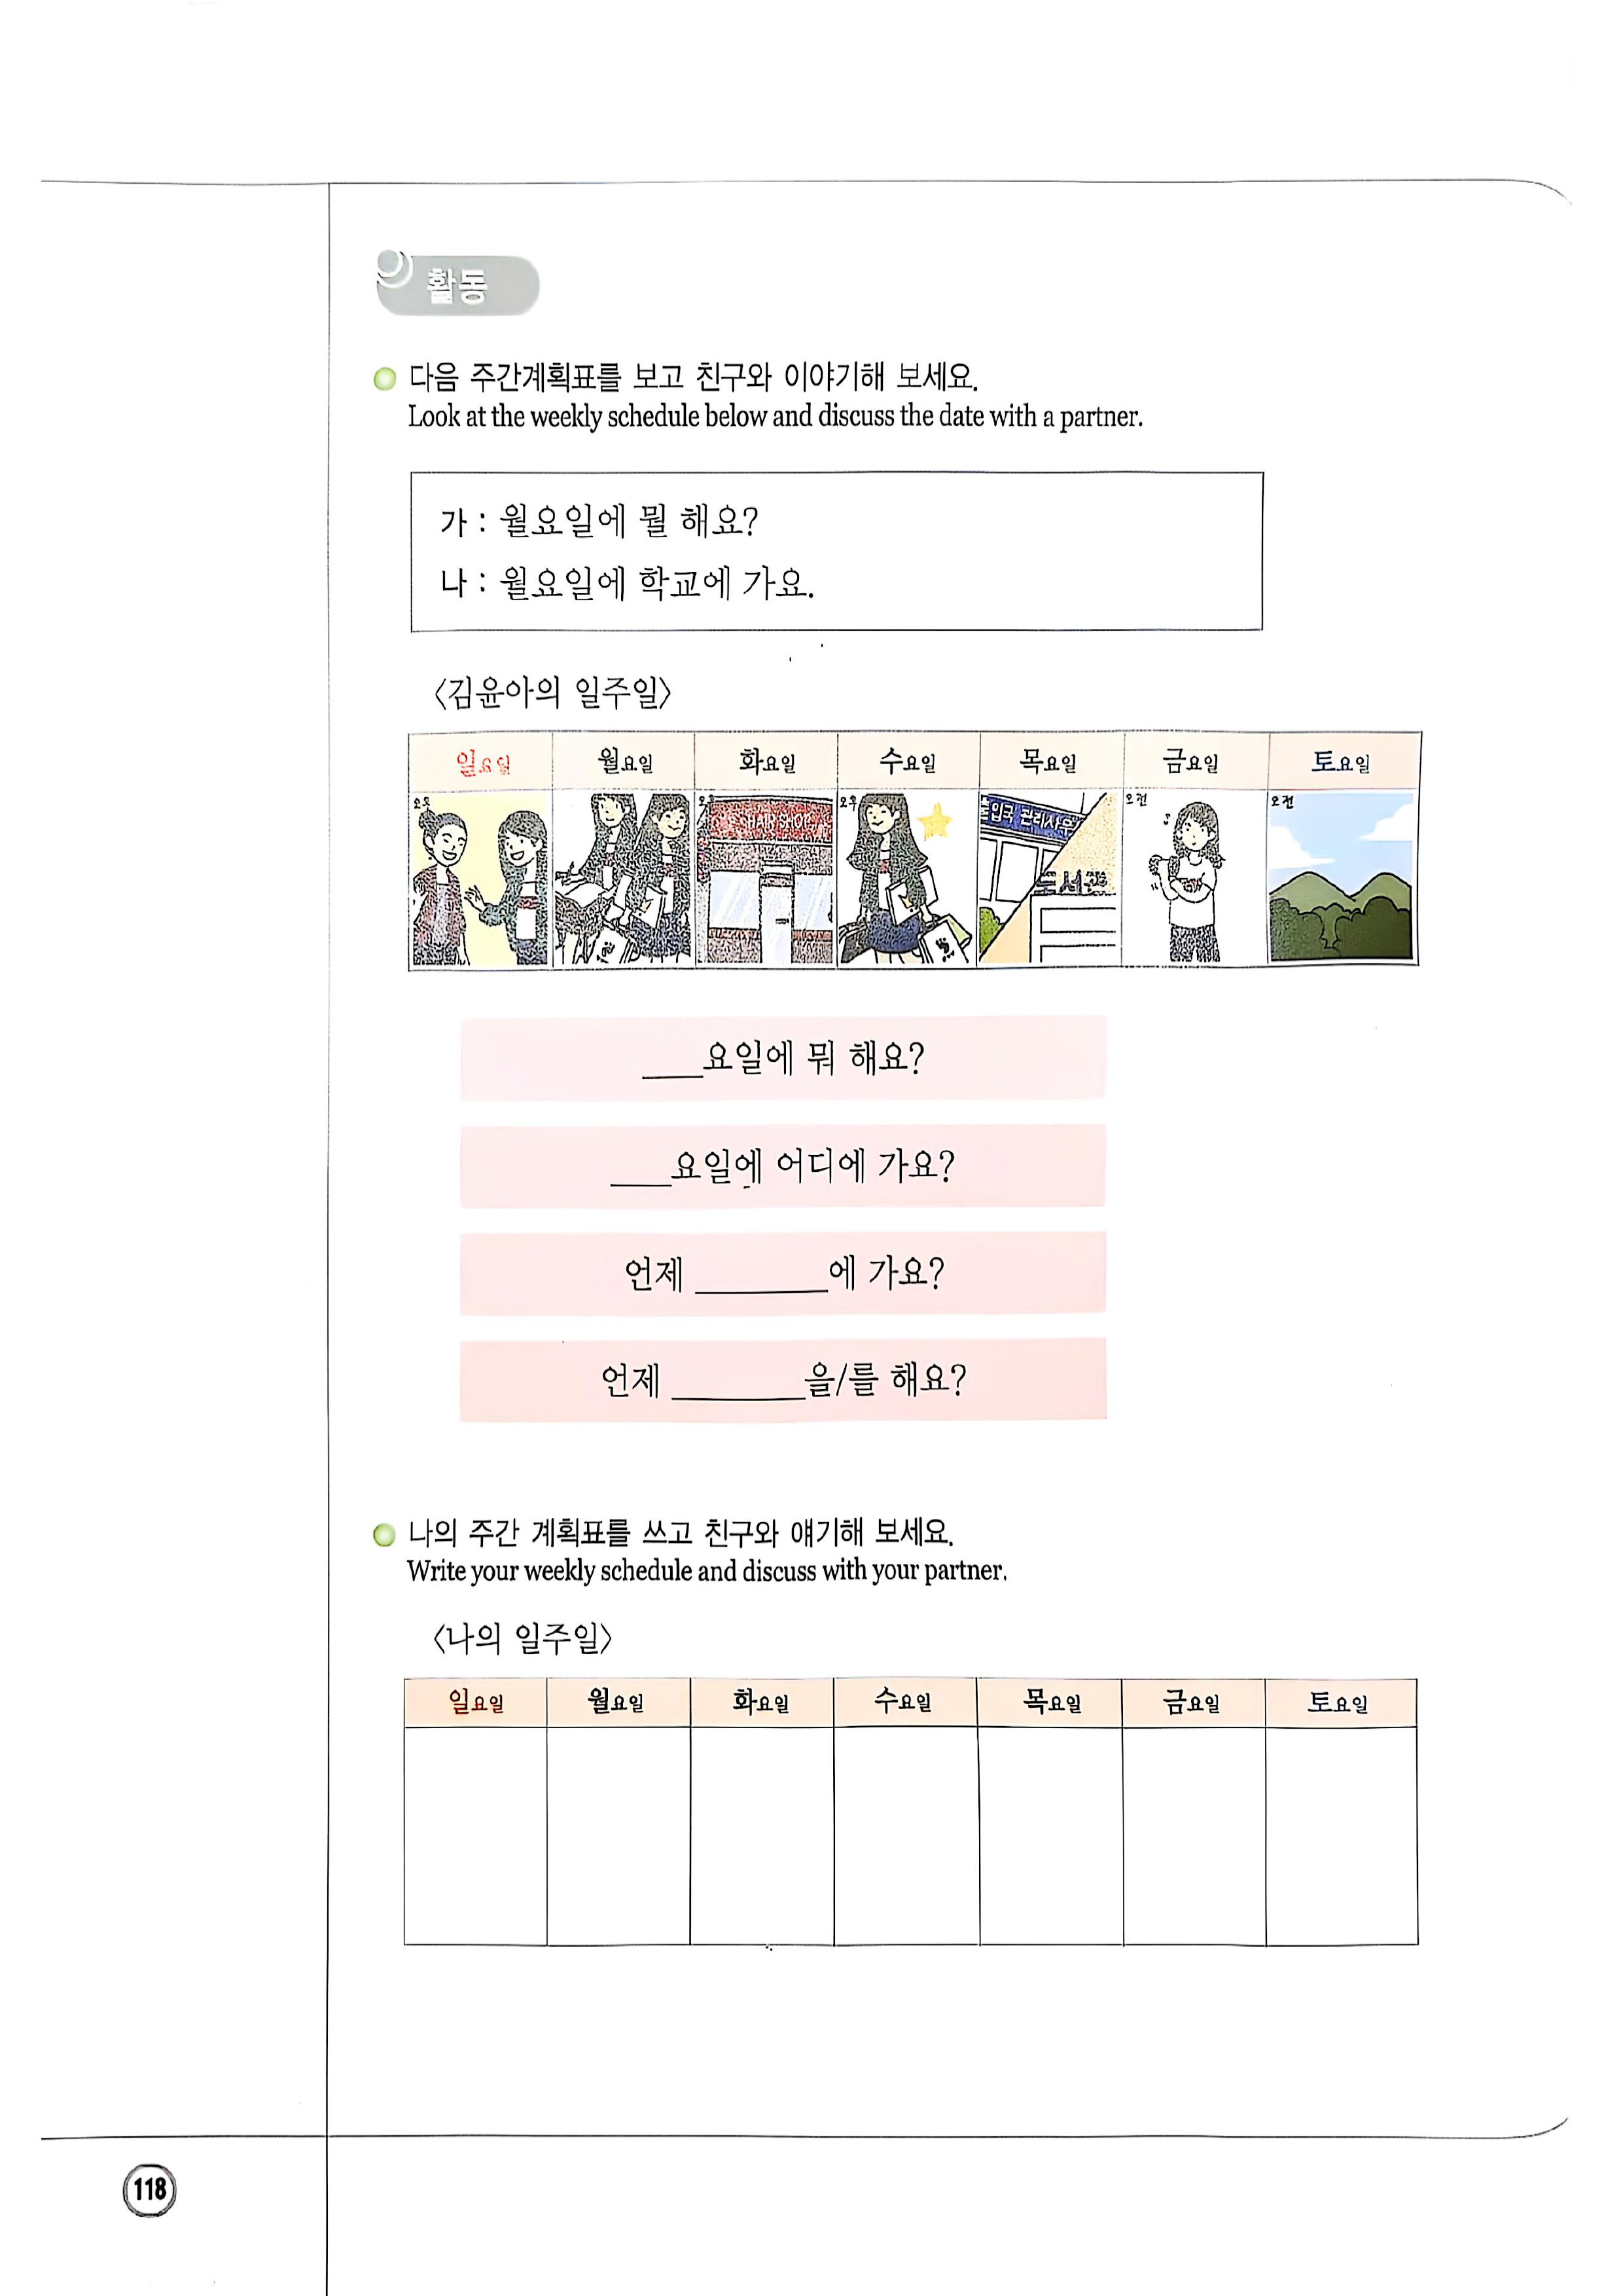 활동
다음 주간계획표를 보고 친구와 이야기해 보세요.
Look at the weekly schedule below and discuss the date with a partner.
가 : 월요일에 뭘 해요?
나 : 월요일에 학교에 가요.
〈김윤아의 일주일〉
일요일 월요일 화요일 수요일 목요일 금요일 토요일
오전 오전
HAIR SHOP
도서관
___요일에 뭐 해요?
___요일에 어디에 가요?
언제 ______에 가요?
언제 ______을/를 해요?
나의 주간 계획표를 쓰고 친구와 얘기해 보세요.
Write your weekly schedule and discuss with your partner.
〈나의 일주일〉
일요일 월요일 화요일 수요일 목요일 금요일 토요일
118